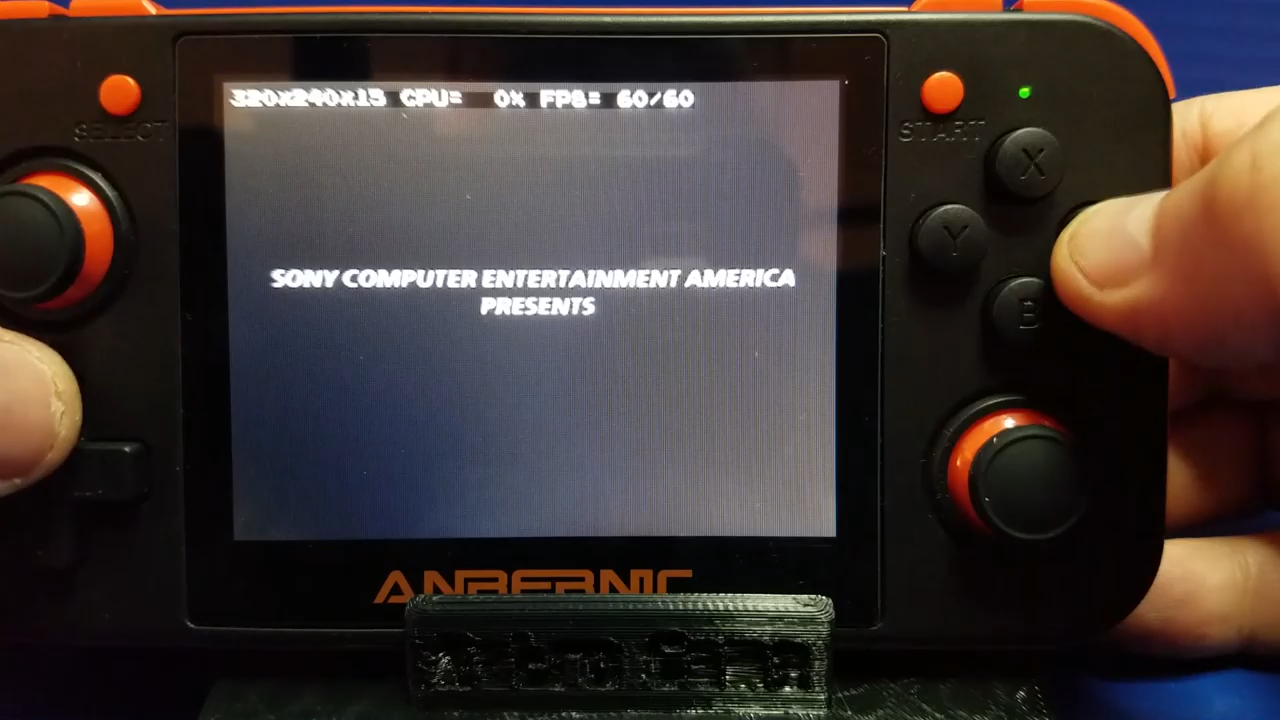 320x240x15 CPU= 0% FPS= 60/60
SELECT
START
X
Y
B
SONY COMPUTER ENTERTAINMENT AMERICA
PRESENTS
ANBERNIC